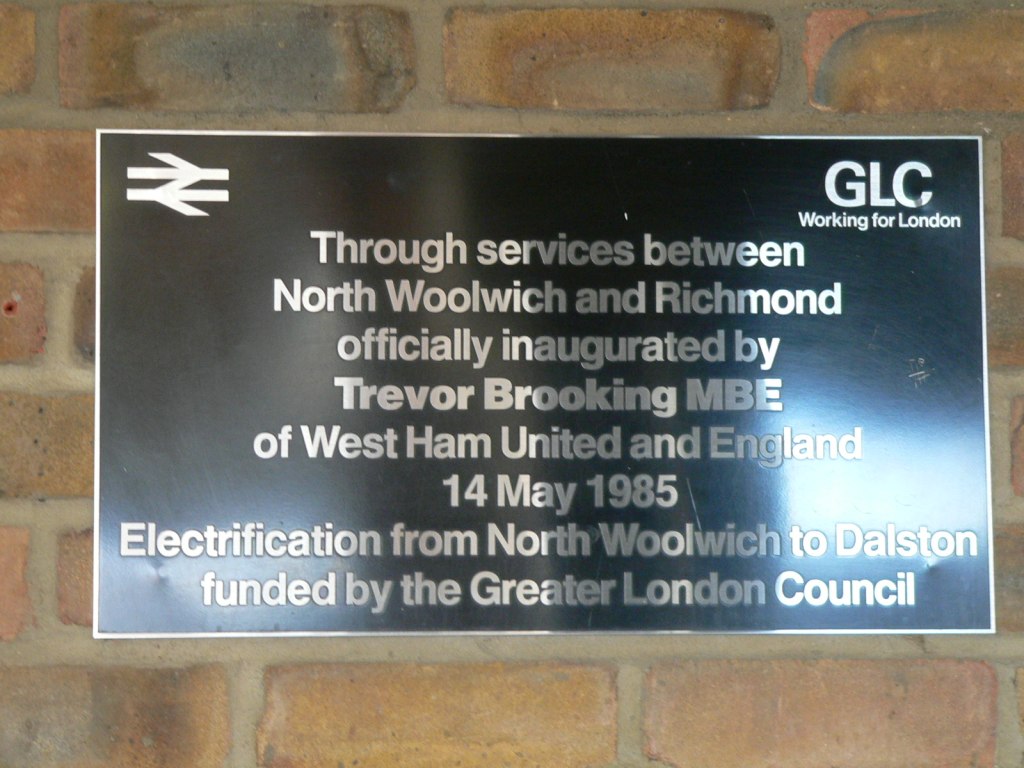 GLC
Working for London
Through services between
North Woolwich and Richmond
officially inaugurated by
Trevor Brooking MBE
of West Ham United and England
14 May 1985
Electrification from North Woolwich to Dalston
funded by the Greater London Council